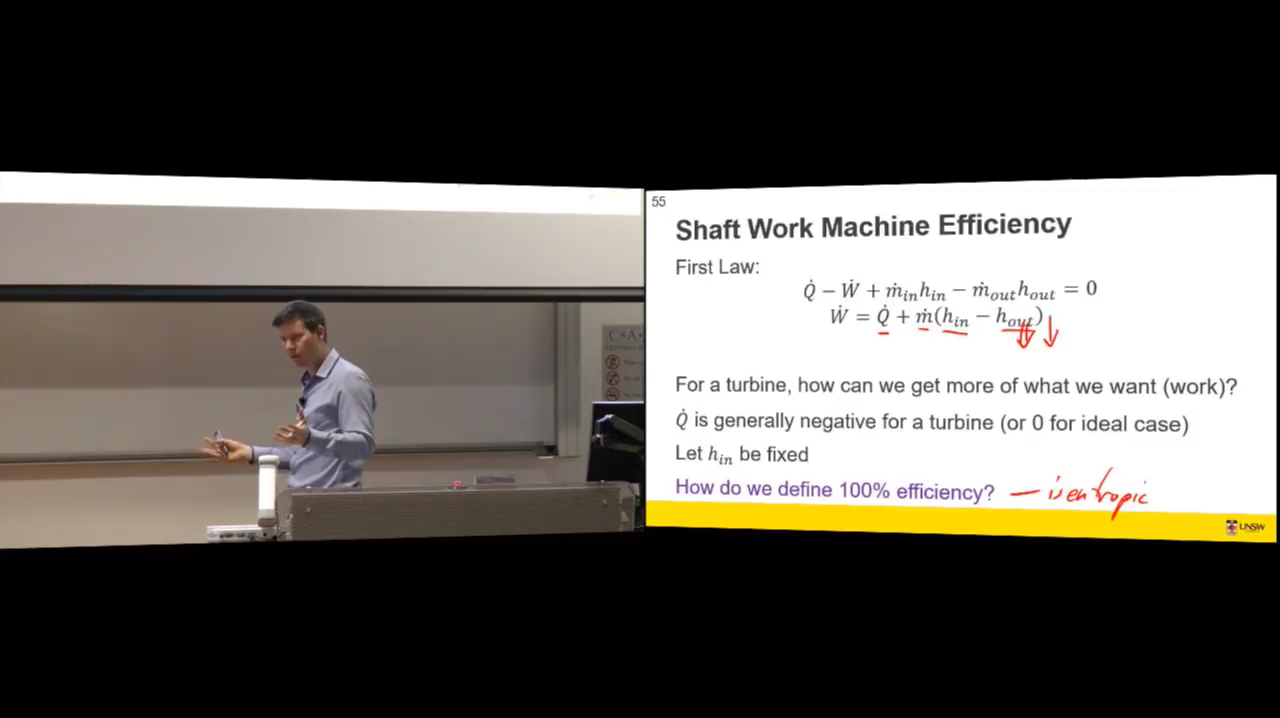 55
Shaft Work Machine Efficiency
First Law:
Q̇ − Ẇ + ṁ_in h_in − ṁ_out h_out = 0
Ẇ = Q̇ + ṁ(h_in − h_out)
For a turbine, how can we get more of what we want (work)?
Q̇ is generally negative for a turbine (or 0 for ideal case)
Let h_in be fixed
How do we define 100% efficiency? — isentropic
UNSW